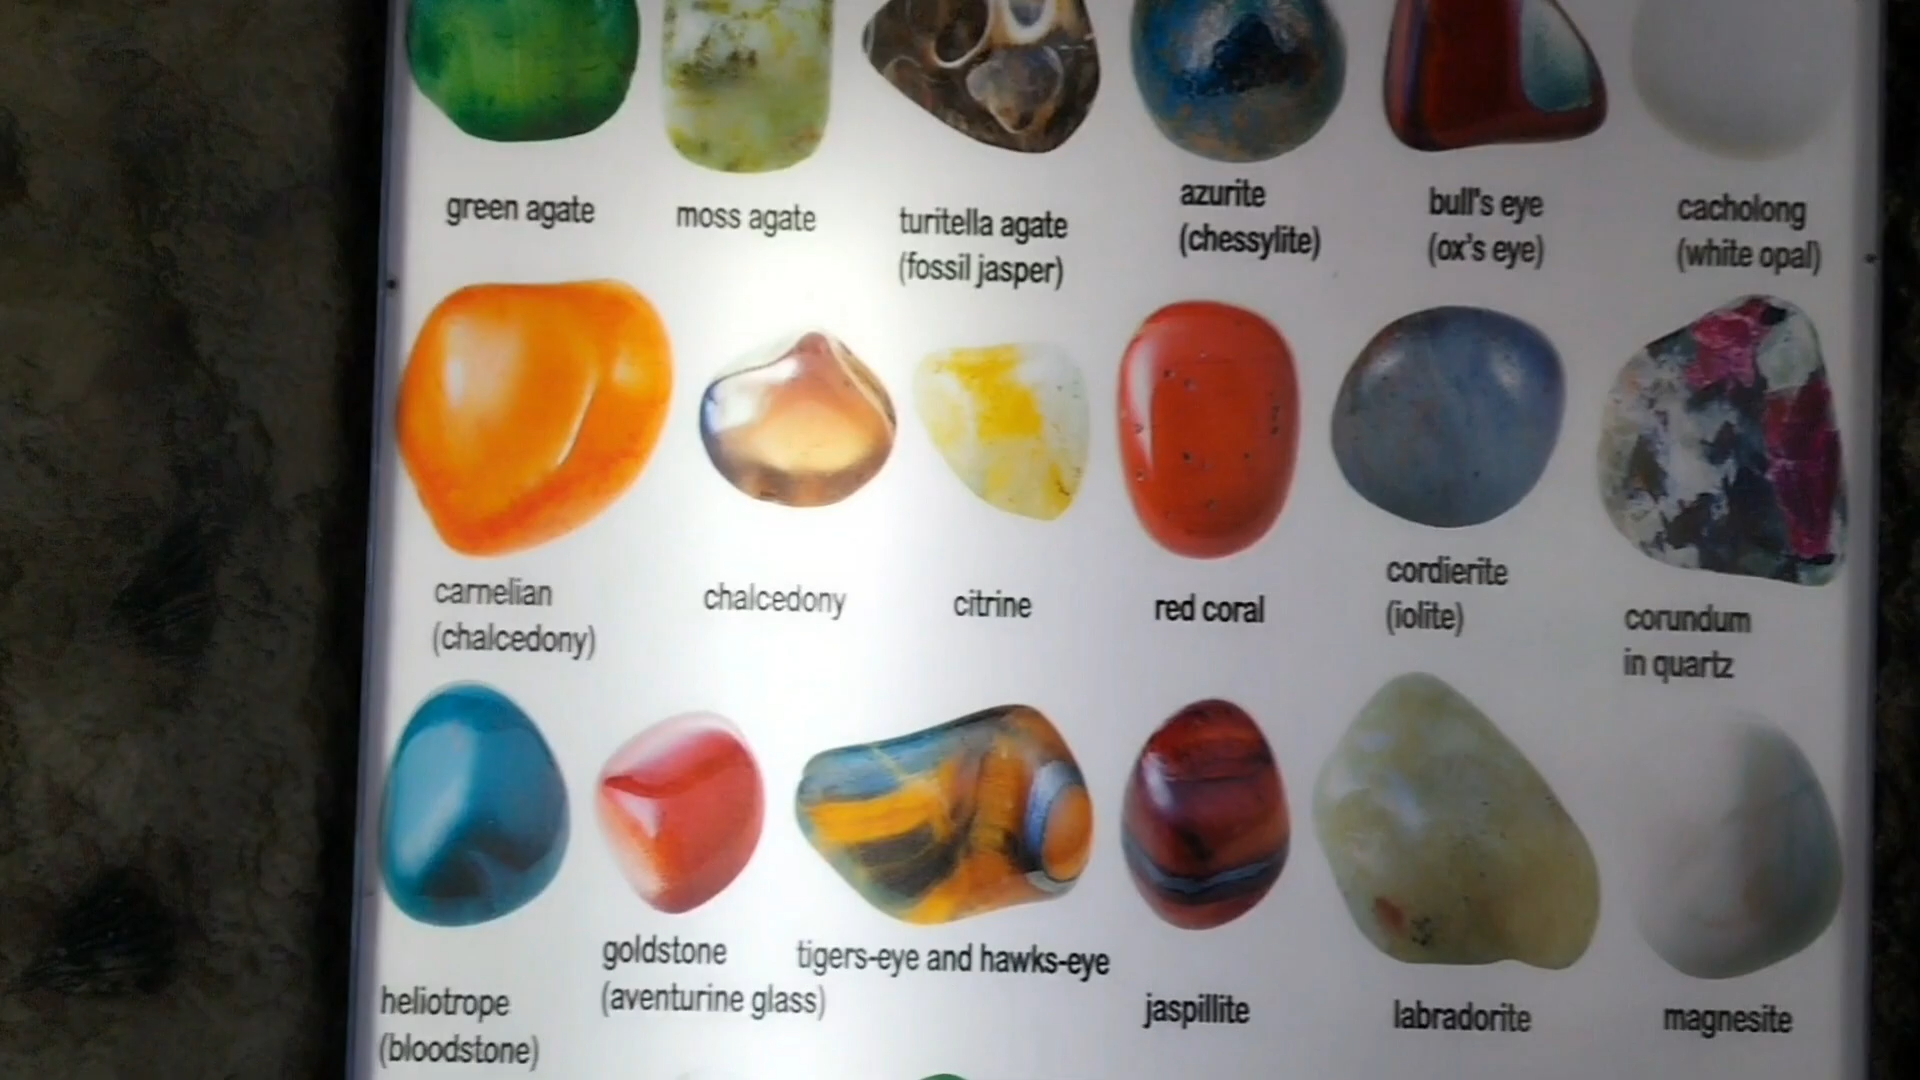 green agate
moss agate
turitella agate
(fossil jasper)
azurite
(chessylite)
bull's eye
(ox's eye)
cacholong
(white opal)
carnelian
(chalcedony)
chalcedony
citrine
red coral
cordierite
(iolite)
corundum
in quartz
heliotrope
(bloodstone)
goldstone
(aventurine glass)
tigers-eye and hawks-eye
jaspillite
labradorite
magnesite